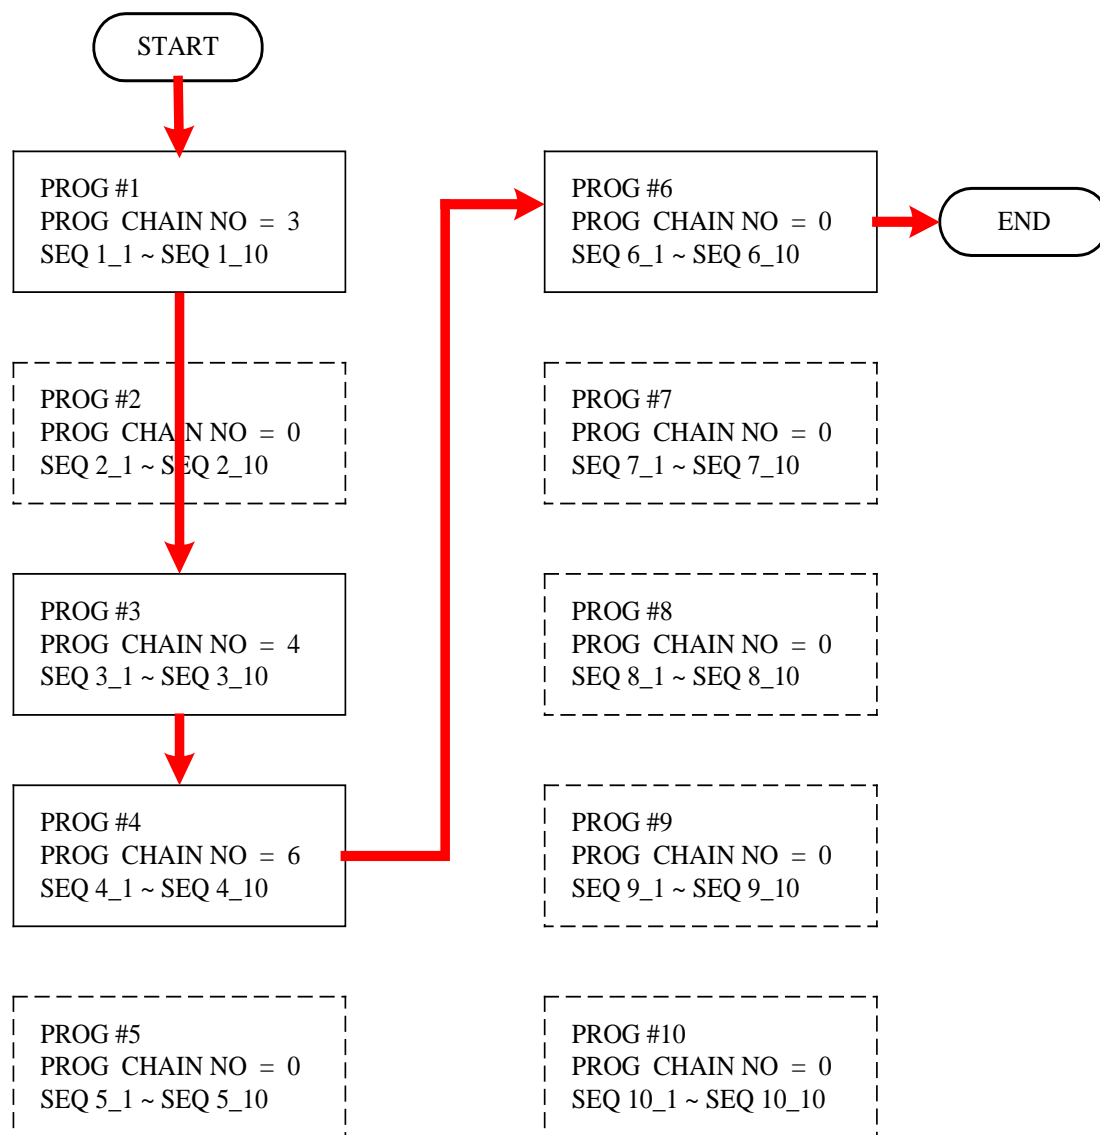 START
PROG #1
PROG CHAIN NO = 3
SEQ 1_1 ~ SEQ 1_10
PROG #2
PROG CHAIN NO = 0
SEQ 2_1 ~ SEQ 2_10
PROG #3
PROG CHAIN NO = 4
SEQ 3_1 ~ SEQ 3_10
PROG #4
PROG CHAIN NO = 6
SEQ 4_1 ~ SEQ 4_10
PROG #5
PROG CHAIN NO = 0
SEQ 5_1 ~ SEQ 5_10
PROG #6
PROG CHAIN NO = 0
SEQ 6_1 ~ SEQ 6_10
END
PROG #7
PROG CHAIN NO = 0
SEQ 7_1 ~ SEQ 7_10
PROG #8
PROG CHAIN NO = 0
SEQ 8_1 ~ SEQ 8_10
PROG #9
PROG CHAIN NO = 0
SEQ 9_1 ~ SEQ 9_10
PROG #10
PROG CHAIN NO = 0
SEQ 10_1 ~ SEQ 10_10